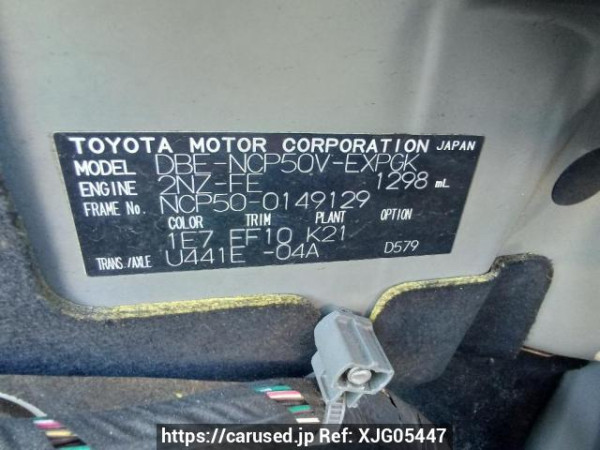 TOYOTA MOTOR CORPORATION JAPAN
MODEL DBE-NCP50V-EXPGK
ENGINE 2NZ-FE 1298 mL
FRAME No. NCP50-0149129
COLOR TRIM PLANT OPTION
1E7 EF10 K21
TRANS./AXLE U441E -04A D579
https://carused.jp Ref: XJG05447